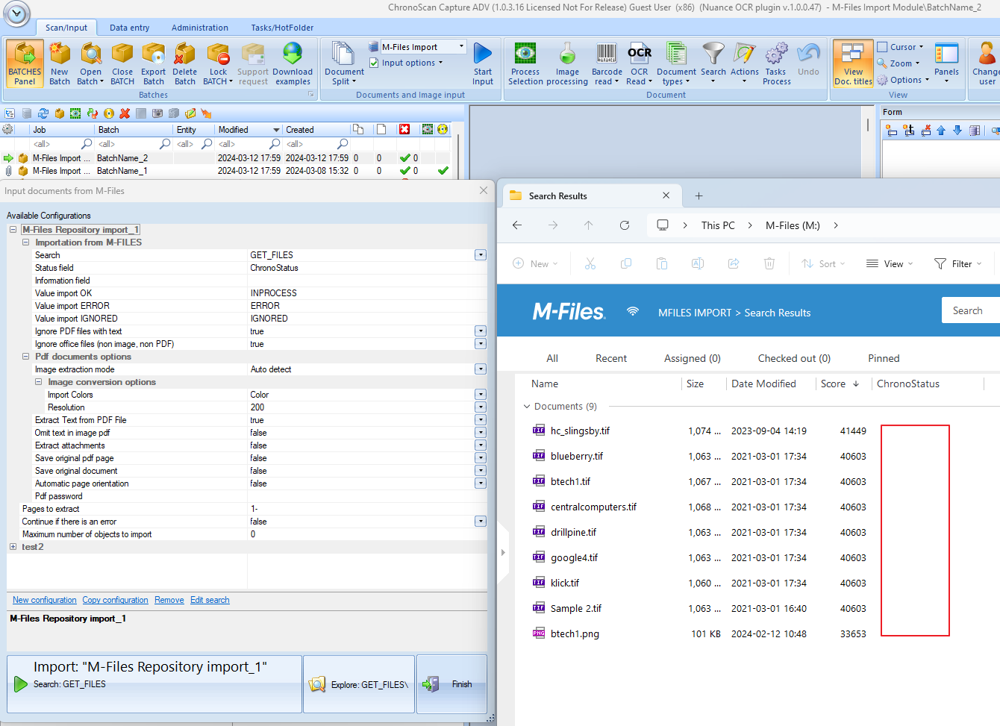 ChronoScan Capture ADV (1.0.3.16 Licensed Not For Release) Guest User (x86) (Nuance OCR plugin v.1.0.0.47) - M-Files Import Module\BatchName_2
Scan/Input Data entry Administration Tasks/HotFolder
BATCHES Panel
New Batch
Open Batch
Close BATCH
Export Batch
Delete Batch
Lock BATCH
Support request
Download examples
Document Split
M-Files Import
Input options
Start Input
Process Selection
Image processing
Barcode read
OCR
OCR Read
Document types
Search
Actions
Tasks Process
Undo
View Doc. titles
Cursor
Zoom
Options
Panels
Change user
Batches
Documents and Image input
Document
View
Form
Job Batch Entity Modified Created
<all> <all> <all> <all> <all>
M-Files Import ... BatchName_2 2024-03-12 17:59 2024-03-12 17:59 0 0 0
M-Files Import ... BatchName_1 2024-03-12 17:59 2024-03-08 15:32 0 0 0
Input documents from M-Files
Available Configurations
M-Files Repository import_1
Importation from M-FILES
Search GET_FILES
Status field ChronoStatus
Information field
Value import OK INPROCESS
Value import ERROR ERROR
Value import IGNORED IGNORED
Ignore PDF files with text true
Ignore office files (non image, non PDF) true
Pdf documents options
Image extraction mode Auto detect
Image conversion options
Import Colors Color
Resolution 200
Extract Text from PDF File true
Omit text in image pdf false
Extract attachments false
Save original pdf page false
Save original document false
Automatic page orientation false
Pdf password
Pages to extract 1-
Continue if there is an error false
Maximum number of objects to import 0
test2
New configuration Copy configuration Remove Edit search
M-Files Repository import_1
Import: "M-Files Repository import_1"
Search: GET_FILES
Explore: GET_FILES\
Finish
Search Results
This PC > M-Files (M:) >
New Sort View Filter
M-Files. MFILES IMPORT > Search Results Search
All Recent Assigned (0) Checked out (0) Pinned
Name Size Date Modified Score ChronoStatus
Documents (9)
TIF hc_slingsby.tif 1,074 ... 2023-09-04 14:19 41449
TIF blueberry.tif 1,063 ... 2021-03-01 17:34 40603
TIF btech1.tif 1,067 ... 2021-03-01 17:34 40603
TIF centralcomputers.tif 1,068 ... 2021-03-01 17:34 40603
TIF drillpine.tif 1,063 ... 2021-03-01 17:34 40603
TIF google4.tif 1,063 ... 2021-03-01 17:34 40603
TIF klick.tif 1,060 ... 2021-03-01 17:34 40603
TIF Sample 2.tif 1,063 ... 2021-03-01 16:40 40603
PNG btech1.png 101 KB 2024-02-12 10:48 33653